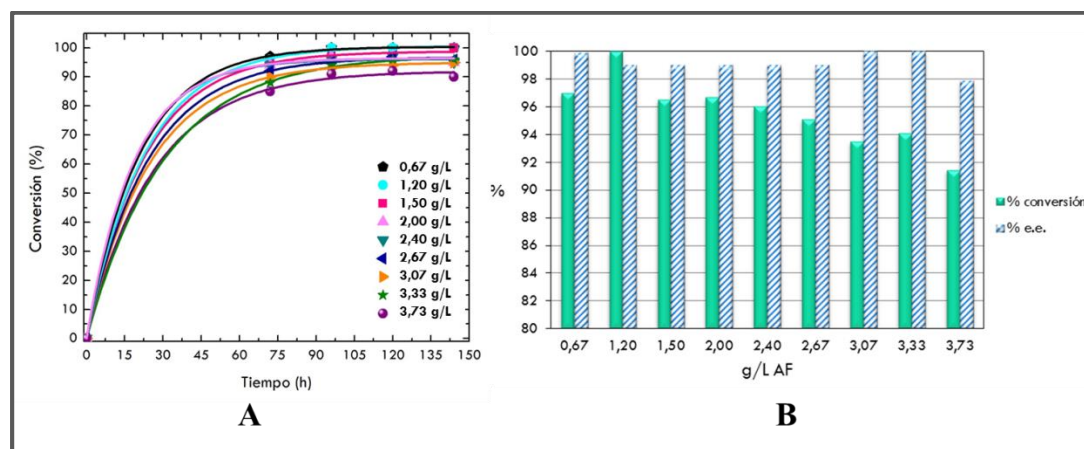 Conversión (%)
100
90
80
70
60
50
40
30
20
10
0
0 15 30 45 60 75 90 105 120 135 150
Tiempo (h)
0,67 g/L
1,20 g/L
1,50 g/L
2,00 g/L
2,40 g/L
2,67 g/L
3,07 g/L
3,33 g/L
3,73 g/L
A
%
100
98
96
94
92
90
88
86
84
82
80
0,67 1,20 1,50 2,00 2,40 2,67 3,07 3,33 3,73
g/L AF
% conversión
% e.e.
B